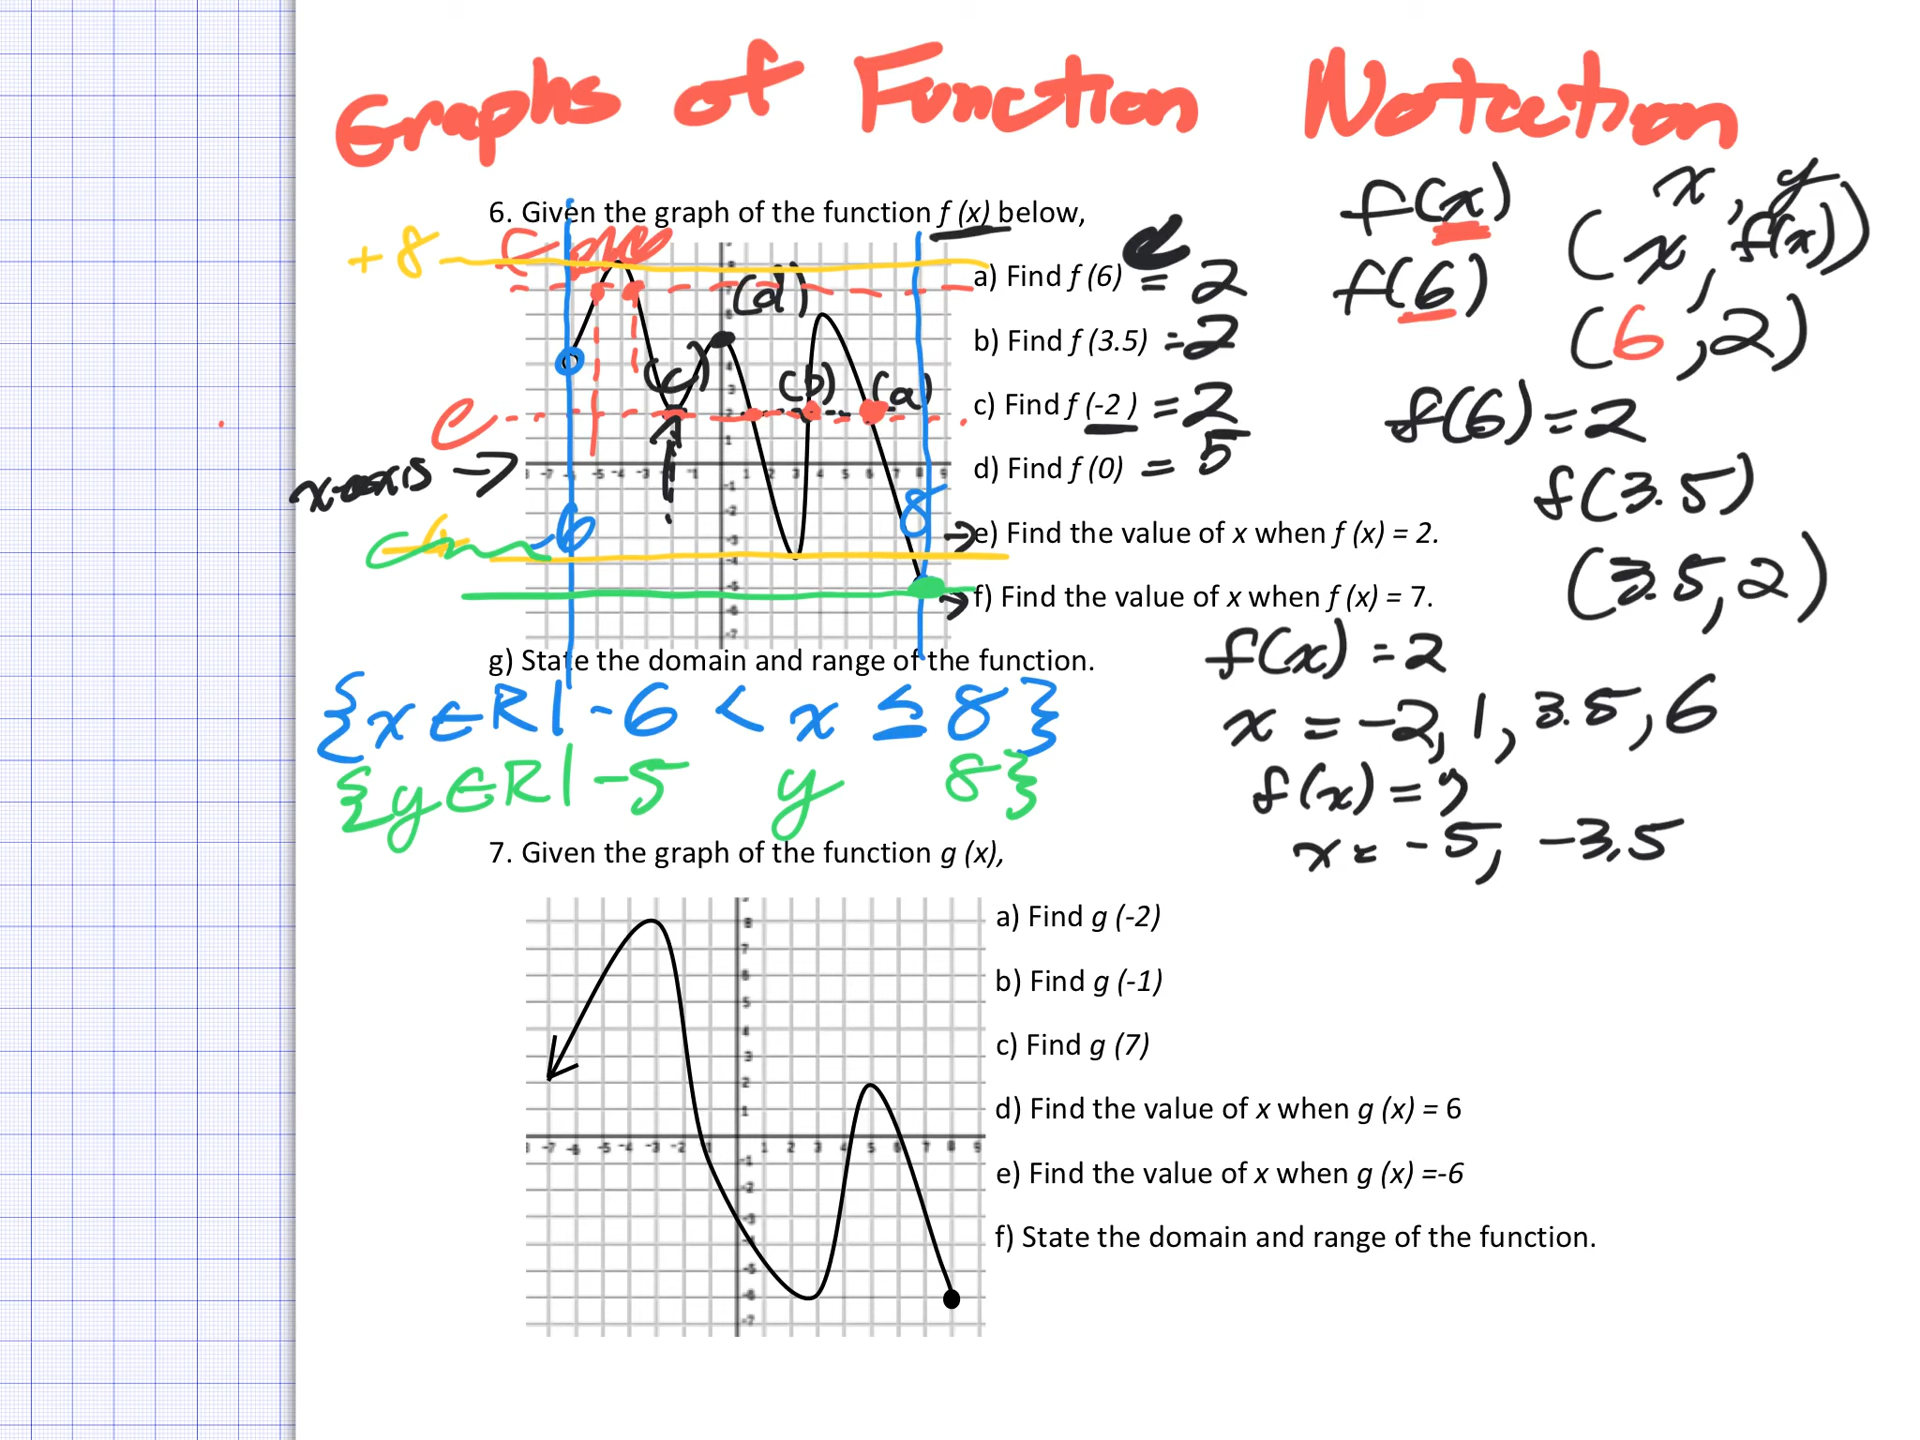 Graphs of Function Notation
6. Given the graph of the function f (x) below,
f(x)
x, y
(x, f(x))
+8
a) Find f (6) = 2
f(6)
(6, 2)
(d)
b) Find f (3.5) = 2
(c)
(b)
(a)
c) Find f (-2 ) = 2
f(6) = 2
e
x-axis →
d) Find f (0) = 5
f(3.5)
-6
8
→ e) Find the value of x when f (x) = 2.
(3.5, 2)
→ f) Find the value of x when f (x) = 7.
f(x) = 2
g) State the domain and range of the function.
{x ∈ R | -6 < x ≤ 8}
x = -2, 1, 3.5, 6
{y ∈ R | -5 y 8}
f(x) = 7
x = -5, -3.5
7. Given the graph of the function g (x),
a) Find g (-2)
b) Find g (-1)
c) Find g (7)
d) Find the value of x when g (x) = 6
e) Find the value of x when g (x) =-6
f) State the domain and range of the function.